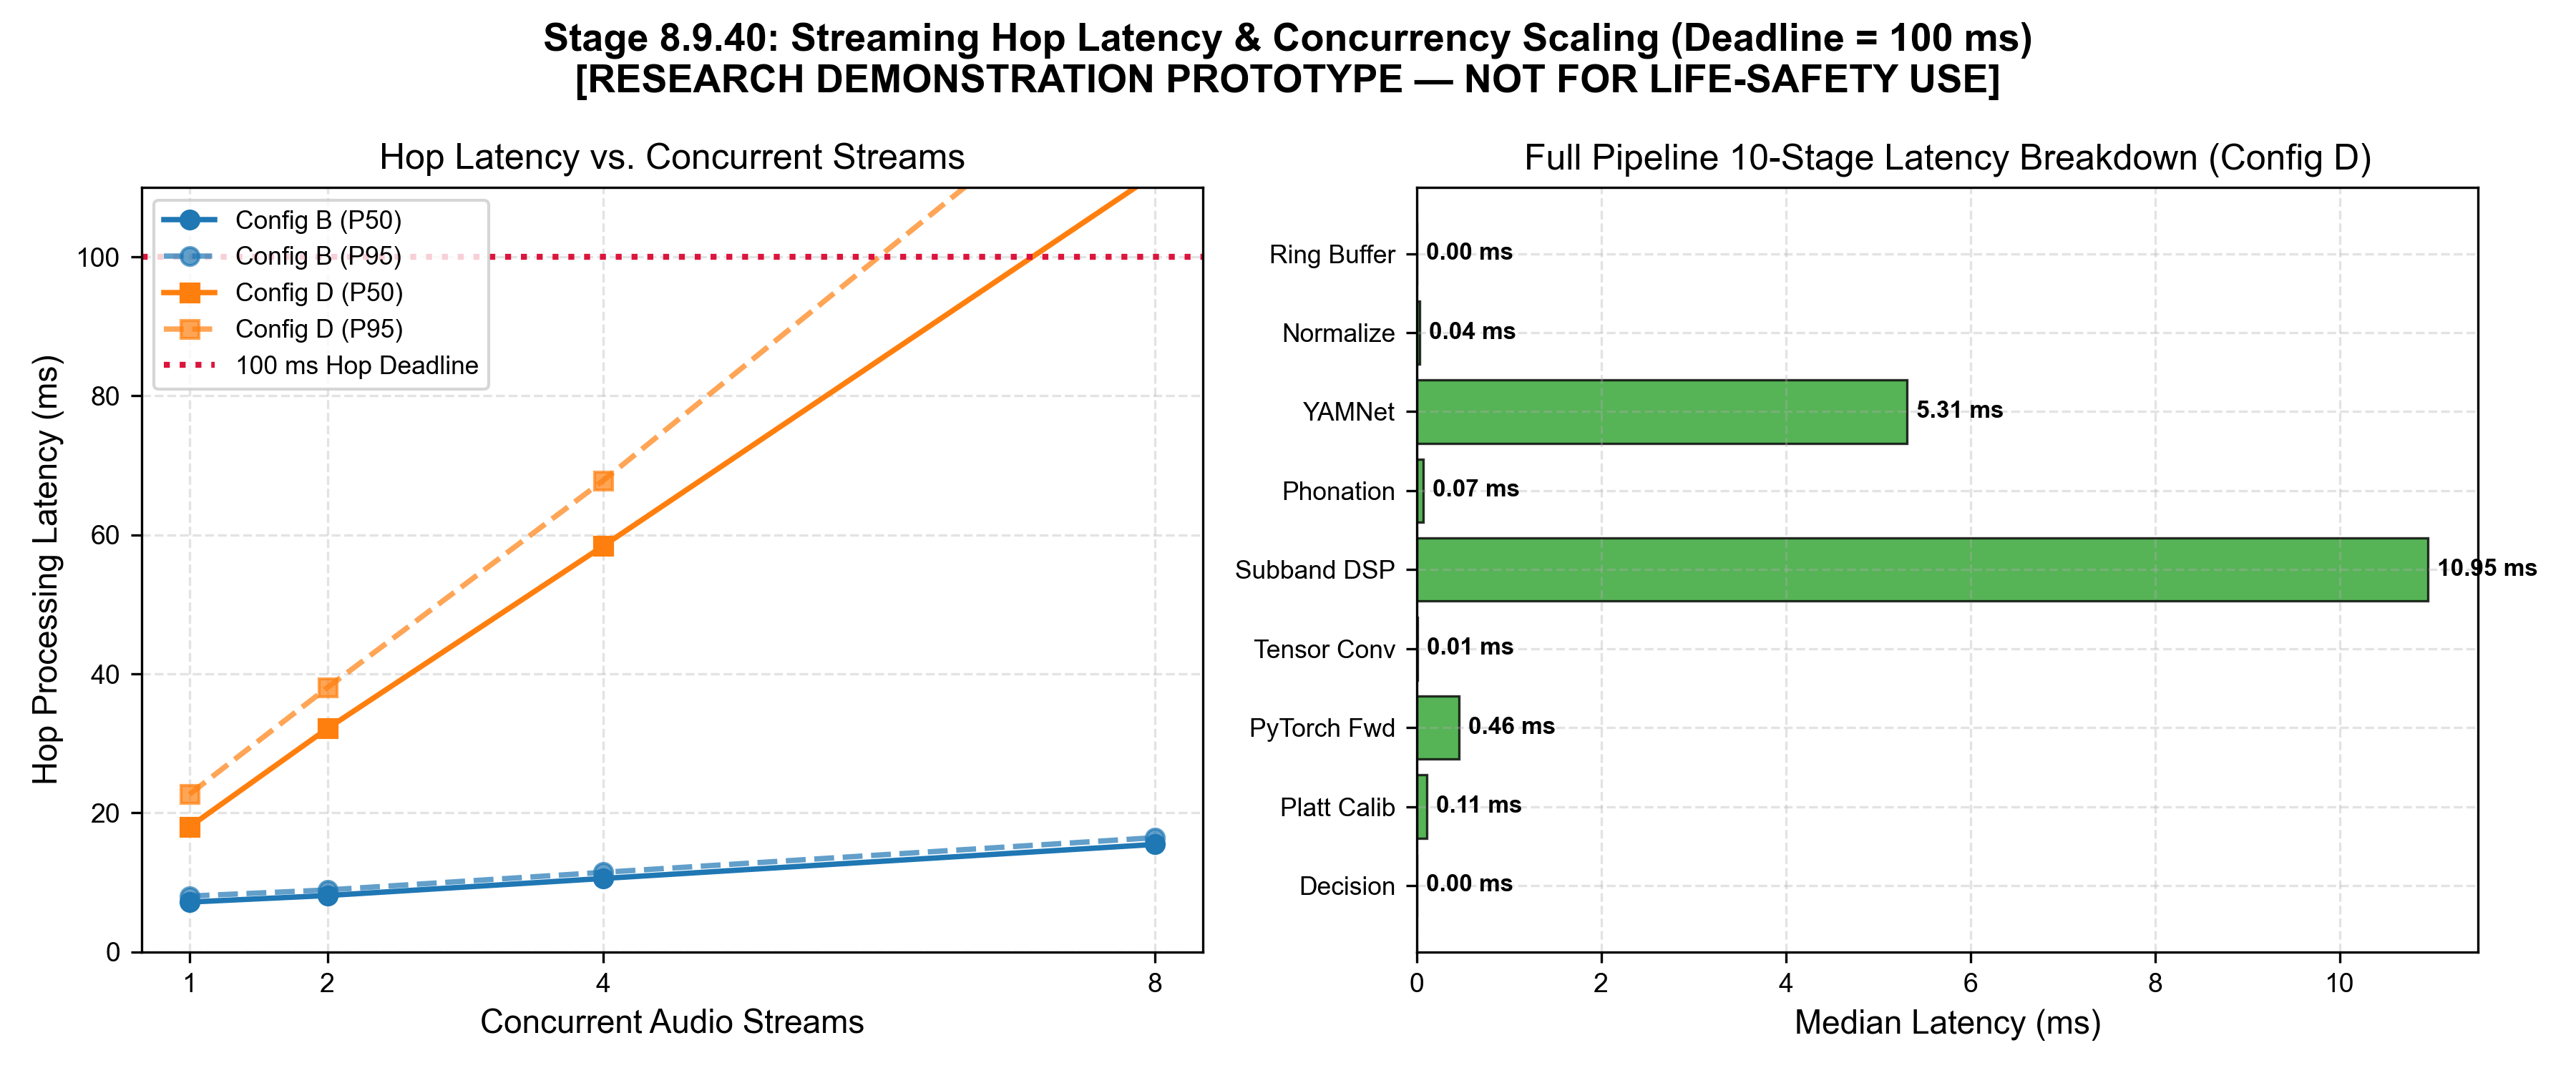 Stage 8.9.40: Streaming Hop Latency & Concurrency Scaling (Deadline = 100 ms)
[RESEARCH DEMONSTRATION PROTOTYPE — NOT FOR LIFE-SAFETY USE]
Hop Latency vs. Concurrent Streams
Config B (P50)
Config B (P95)
Config D (P50)
Config D (P95)
100 ms Hop Deadline
Hop Processing Latency (ms)
100
80
60
40
20
0
1 2 4 8
Concurrent Audio Streams
Full Pipeline 10-Stage Latency Breakdown (Config D)
Ring Buffer 0.00 ms
Normalize 0.04 ms
YAMNet 5.31 ms
Phonation 0.07 ms
Subband DSP 10.95 ms
Tensor Conv 0.01 ms
PyTorch Fwd 0.46 ms
Platt Calib 0.11 ms
Decision 0.00 ms
0 2 4 6 8 10
Median Latency (ms)